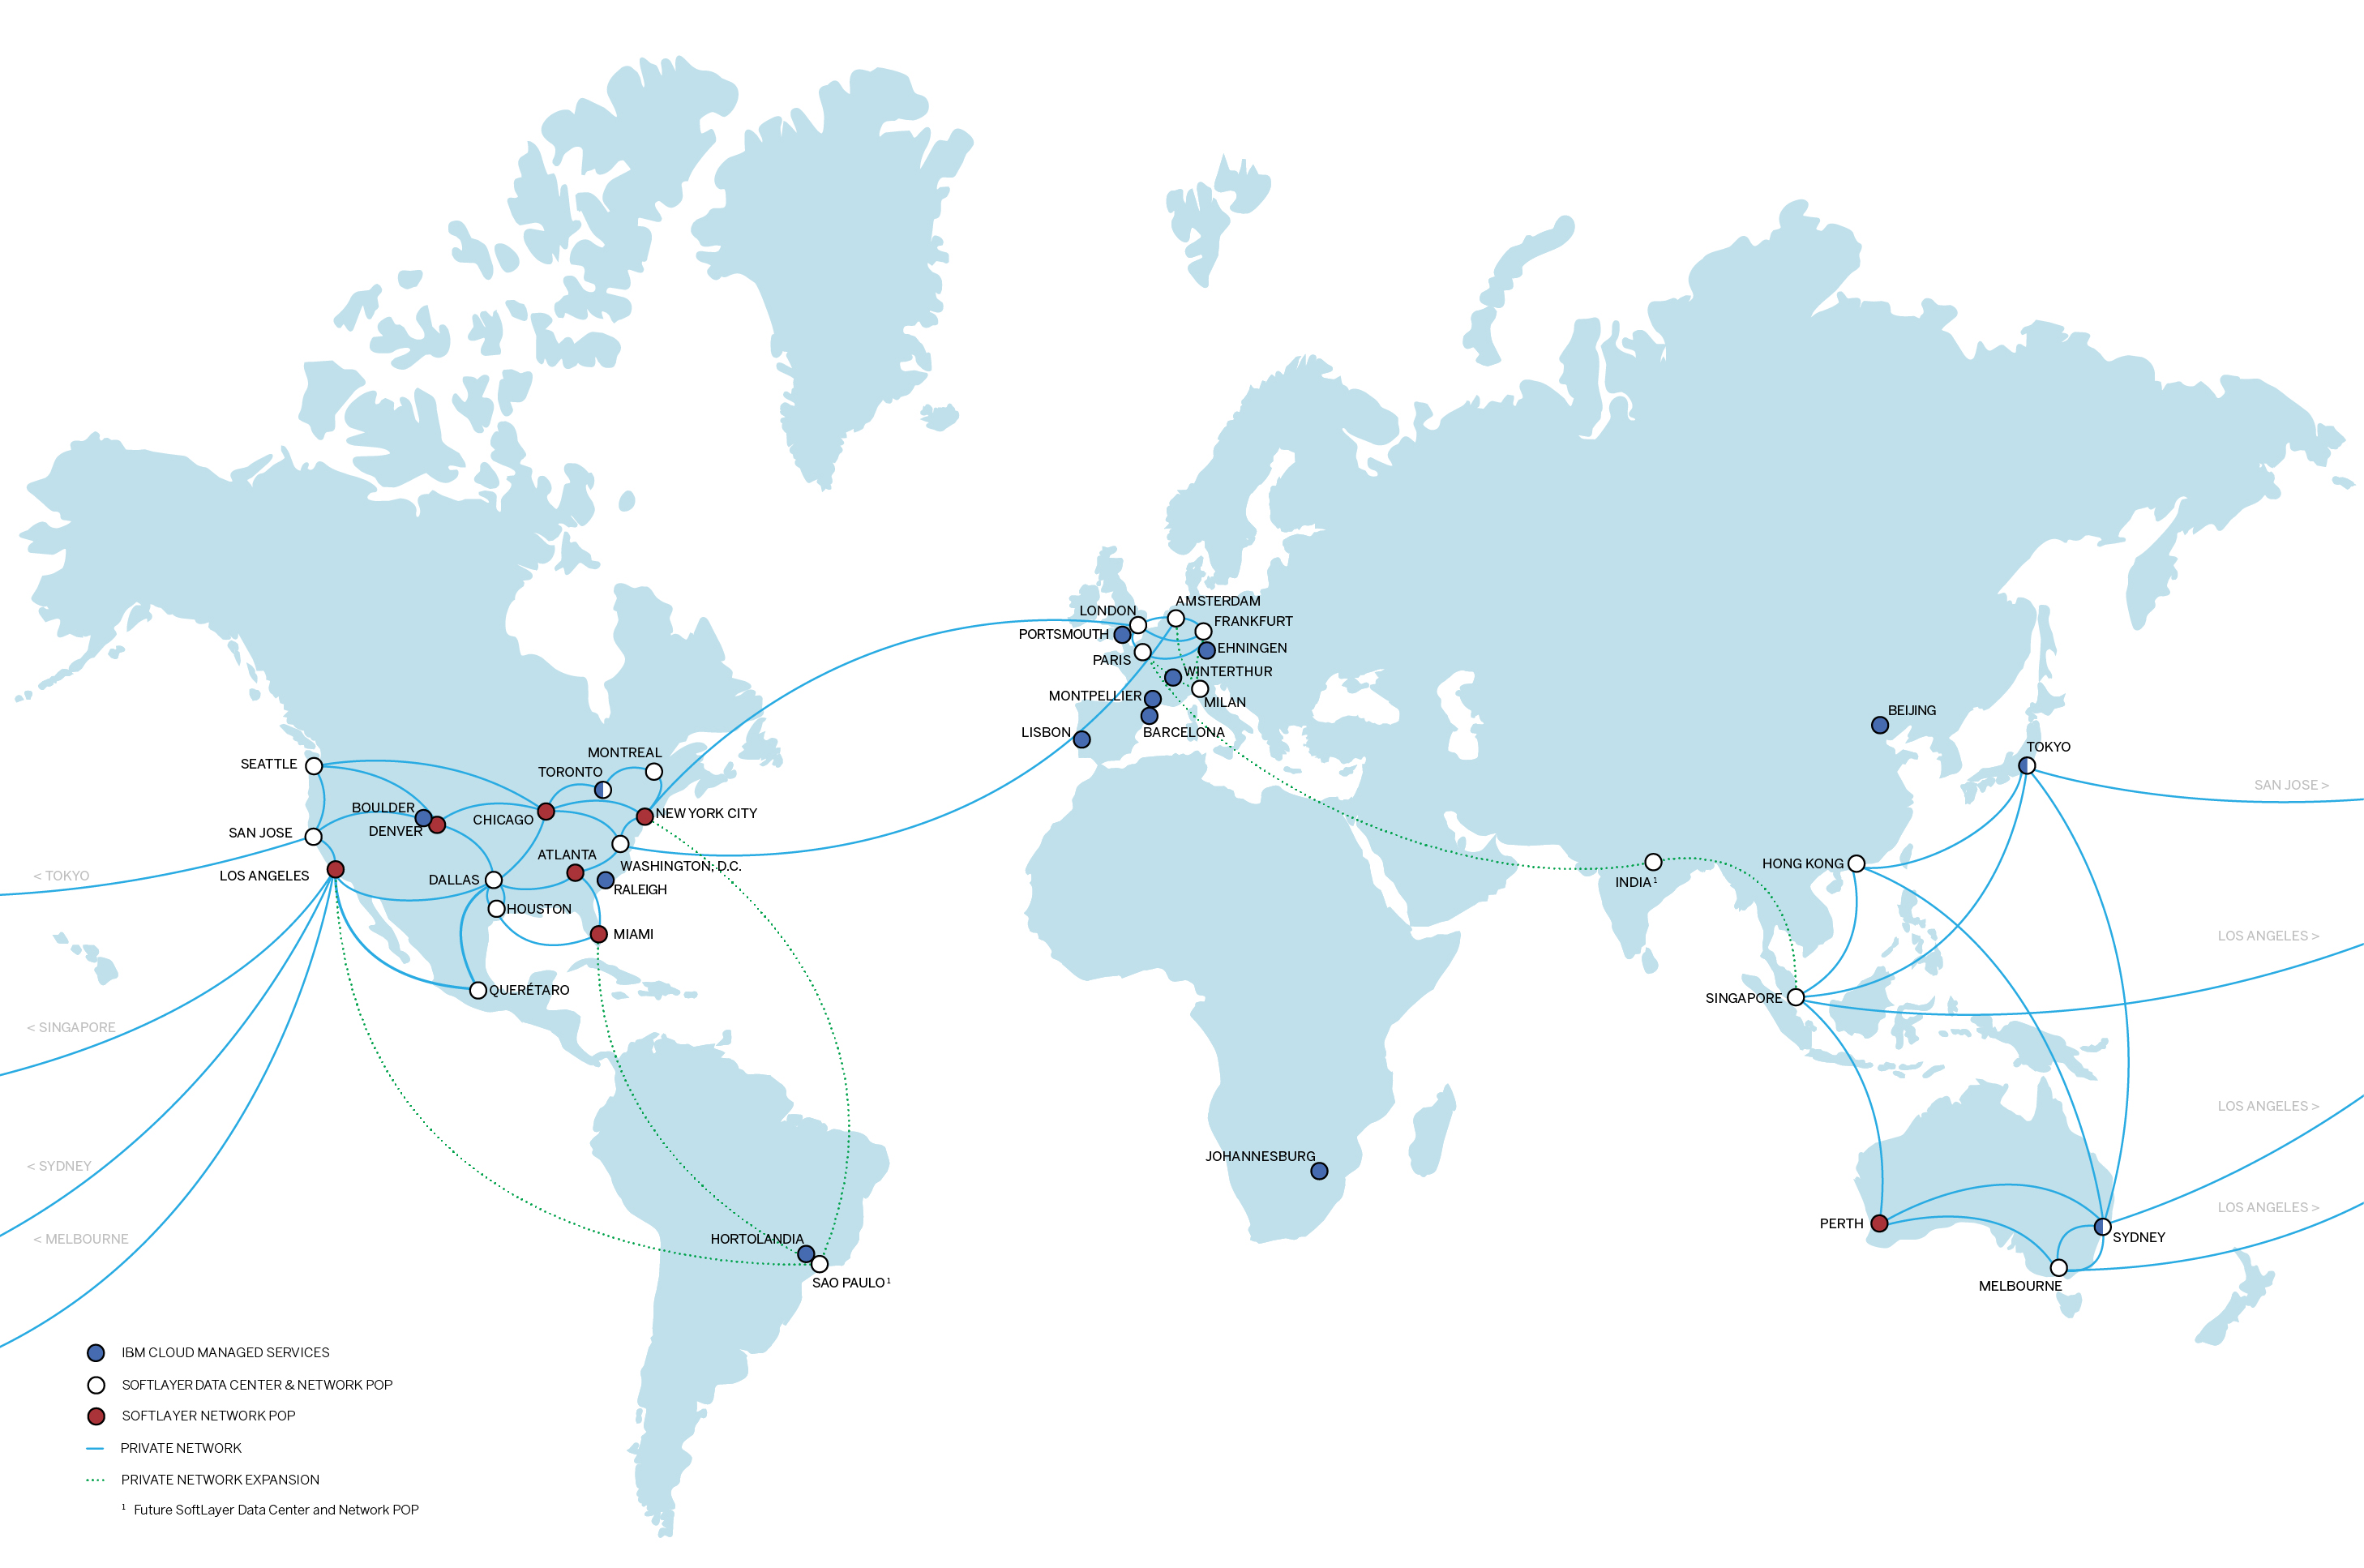 LONDON
AMSTERDAM
FRANKFURT
PORTSMOUTH
EHNINGEN
PARIS
WINTERTHUR
MONTPELLIER
MILAN
LISBON
BARCELONA
BEIJING
TOKYO
SEATTLE
MONTREAL
TORONTO
SAN JOSE >
BOULDER
DENVER
CHICAGO
NEW YORK CITY
SAN JOSE
ATLANTA
WASHINGTON, D.C.
HONG KONG
< TOKYO
LOS ANGELES
DALLAS
RALEIGH
INDIA¹
HOUSTON
MIAMI
LOS ANGELES >
QUERÉTARO
SINGAPORE
< SINGAPORE
LOS ANGELES >
JOHANNESBURG
< SYDNEY
LOS ANGELES >
PERTH
< MELBOURNE
HORTOLANDIA
SYDNEY
SAO PAULO¹
MELBOURNE
IBM CLOUD MANAGED SERVICES
SOFTLAYER DATA CENTER & NETWORK POP
SOFTLAYER NETWORK POP
PRIVATE NETWORK
PRIVATE NETWORK EXPANSION
¹ Future SoftLayer Data Center and Network POP